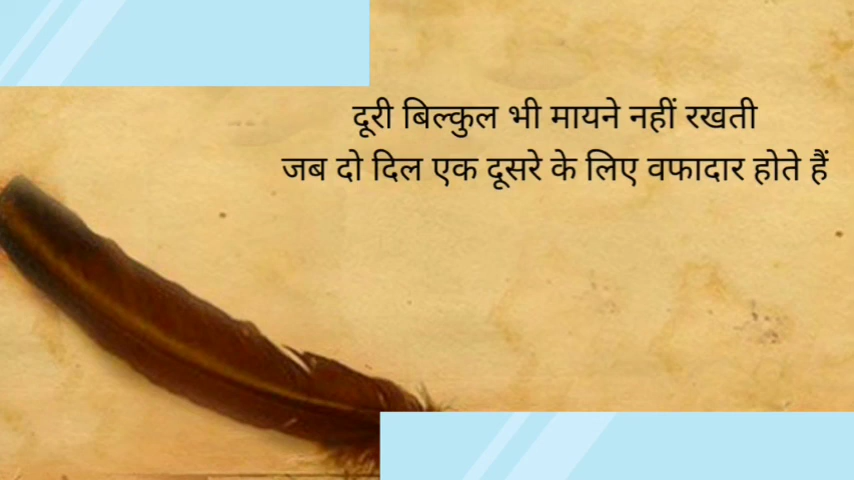 दूरी बिल्कुल भी मायने नहीं रखती
जब दो दिल एक दूसरे के लिए वफादार होते हैं